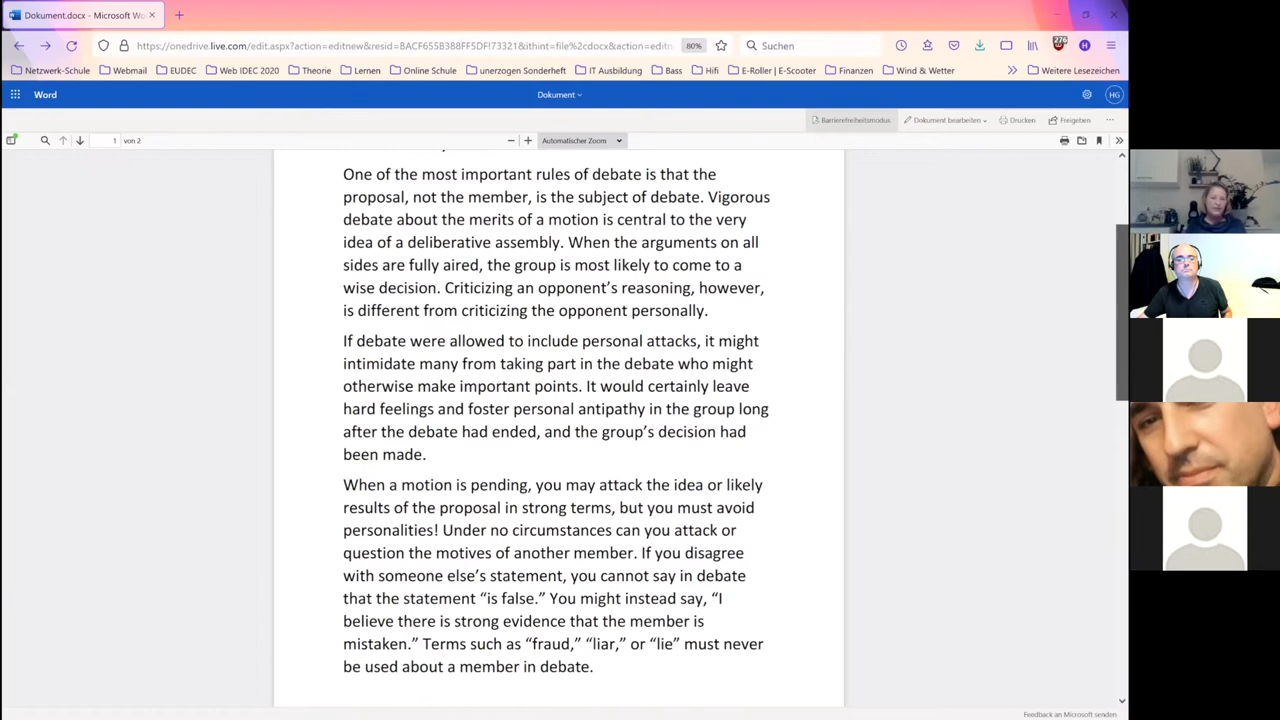 Dokument.docx - Microsoft Wo
https://onedrive.live.com/edit.aspx?action=editnew&resid=BACF655B388FF5DF!73321&ithint=file%2cdocx&action=editn
80%
Suchen
276
Netzwerk-Schule
Webmail
EUDEC
Web IDEC 2020
Theorie
Lernen
Online Schule
unerzogen Sonderheft
IT Ausbildung
Bass
Hifi
E-Roller | E-Scooter
Finanzen
Wind & Wetter
Weitere Lesezeichen
Word
Dokument
HG
Barrierefreiheitsmodus
Dokument bearbeiten
Drucken
Freigeben
1 von 2
Automatischer Zoom
One of the most important rules of debate is that the
proposal, not the member, is the subject of debate. Vigorous
debate about the merits of a motion is central to the very
idea of a deliberative assembly. When the arguments on all
sides are fully aired, the group is most likely to come to a
wise decision. Criticizing an opponent’s reasoning, however,
is different from criticizing the opponent personally.
If debate were allowed to include personal attacks, it might
intimidate many from taking part in the debate who might
otherwise make important points. It would certainly leave
hard feelings and foster personal antipathy in the group long
after the debate had ended, and the group’s decision had
been made.
When a motion is pending, you may attack the idea or likely
results of the proposal in strong terms, but you must avoid
personalities! Under no circumstances can you attack or
question the motives of another member. If you disagree
with someone else’s statement, you cannot say in debate
that the statement “is false.” You might instead say, “I
believe there is strong evidence that the member is
mistaken.” Terms such as “fraud,” “liar,” or “lie” must never
be used about a member in debate.
Feedback an Microsoft senden